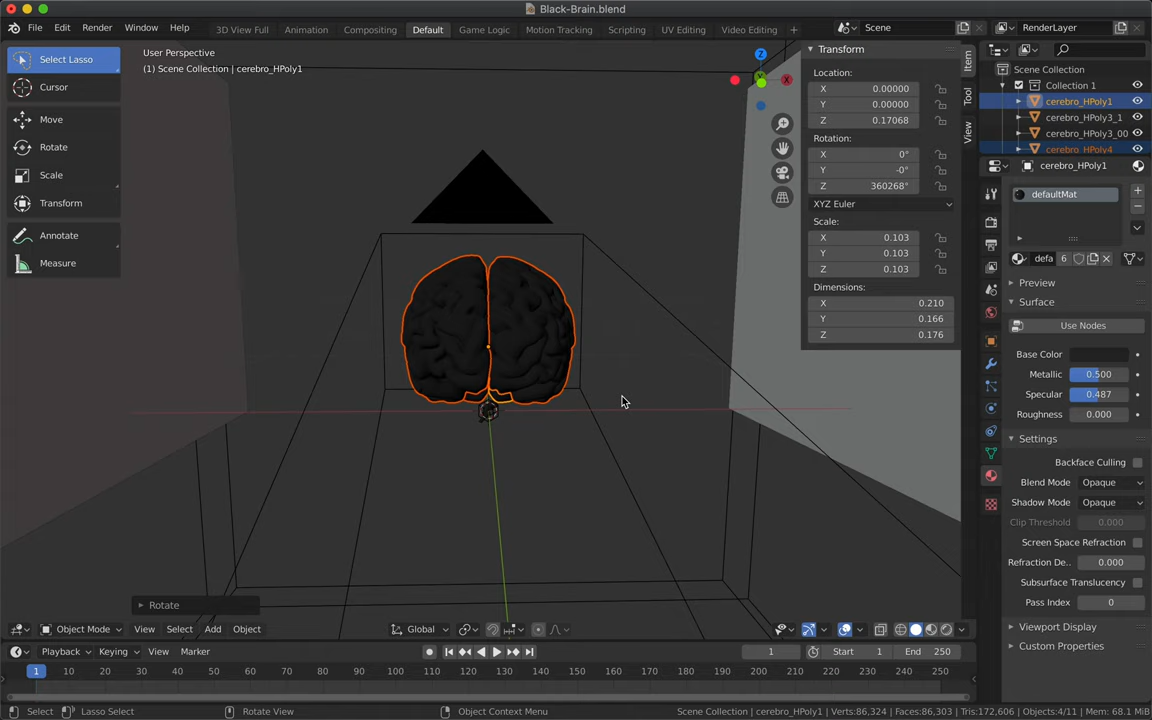 Black-Brain.blend
File Edit Render Window Help 3D View Full Animation Compositing Default Game Logic Motion Tracking Scripting UV Editing Video Editing Scene RenderLayer
User Perspective
(1) Scene Collection | cerebro_HPoly1
Select Lasso
Cursor
Move
Rotate
Scale
Transform
Annotate
Measure
Transform
Location:
X 0.00000
Y 0.00000
Z 0.17068
Rotation:
X 0°
Y -0°
Z 360268°
XYZ Euler
Scale:
X 0.103
Y 0.103
Z 0.103
Dimensions:
X 0.210
Y 0.166
Z 0.176
Item
Tool
View
Scene Collection
Collection 1
cerebro_HPoly1
cerebro_HPoly3_1
cerebro_HPoly3_00
cerebro_HPoly4
cerebro_HPoly1
defaultMat
defa 6
Preview
Surface
Use Nodes
Base Color
Metallic 0.500
Specular 0.487
Roughness 0.000
Settings
Backface Culling
Blend Mode Opaque
Shadow Mode Opaque
Clip Threshold 0.000
Screen Space Refraction
Refraction De.. 0.000
Subsurface Translucency
Pass Index 0
Viewport Display
Custom Properties
Z
Y
X
Rotate
Object Mode View Select Add Object Global
Playback Keying View Marker 1 Start 1 End 250
1 10 20 30 40 50 60 70 80 90 100 110 120 130 140 150 160 170 180 190 200 210 220 230 240 250
Select Lasso Select Rotate View Object Context Menu Scene Collection | cerebro_HPoly1 | Verts:86,324 | Faces:86,303 | Tris:172,606 | Objects:4/11 | Mem: 68.1 MiB